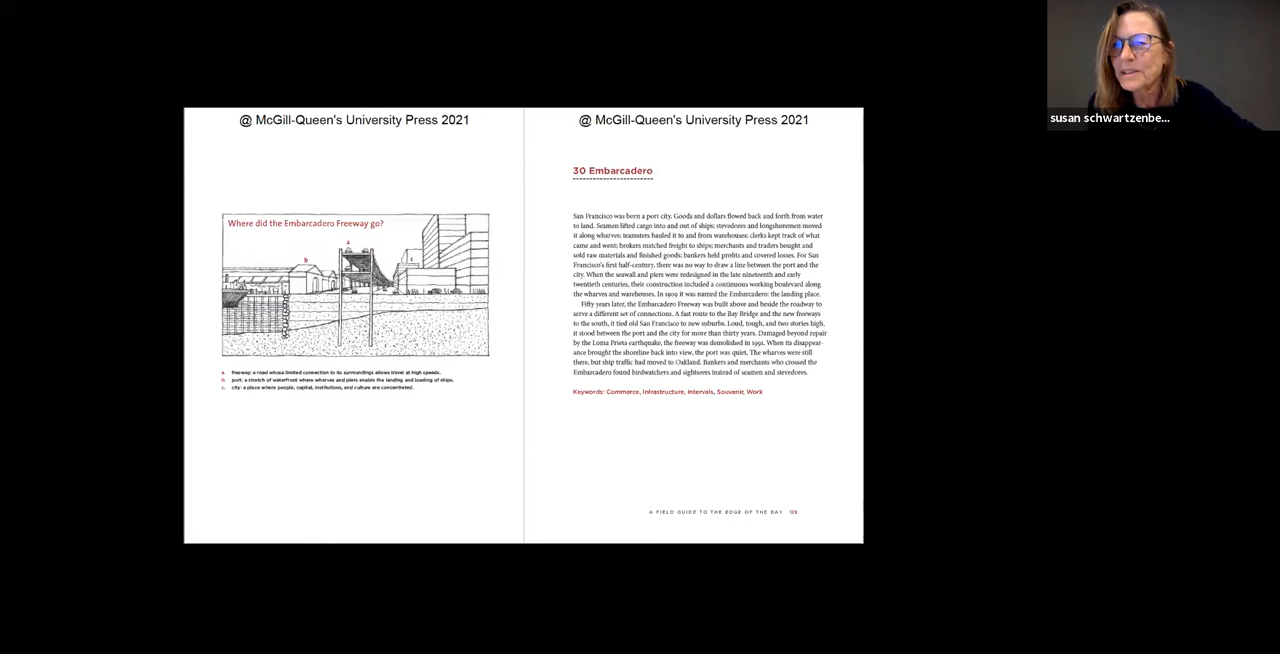 @ McGill-Queen's University Press 2021
Where did the Embarcadero Freeway go?
a
b
c
a. freeway: a road whose limited connection to its surroundings allows travel at high speeds.
b. port: a stretch of waterfront where wharves and piers enable the landing and loading of ships.
c. city: a place where people, capital, institutions, and culture are concentrated.
@ McGill-Queen's University Press 2021
30 Embarcadero
San Francisco was born a port city. Goods and dollars flowed back and forth from water
to land. Seamen lifted cargo into and out of ships; stevedores and longshoremen moved
it along wharves; teamsters hauled it to and from warehouses; clerks kept track of what
came and went; brokers matched freight to ships; merchants and traders bought and
sold raw materials and finished goods; bankers held profits and covered losses. For San
Francisco's first half-century, there was no way to draw a line between the port and the
city. When the seawall and piers were redesigned in the late nineteenth and early
twentieth centuries, their construction included a continuous working boulevard along
the wharves and warehouses. In 1909 it was named the Embarcadero: the landing place.
Fifty years later, the Embarcadero Freeway was built above and beside the roadway to
serve a different set of connections. A fast route to the Bay Bridge and the new freeways
to the south, it tied old San Francisco to new suburbs. Loud, tough, and two stories high,
it stood between the port and the city for more than thirty years. Damaged beyond repair
by the Loma Prieta earthquake, the freeway was demolished in 1991. When its disappear-
ance brought the shoreline back into view, the port was quiet. The wharves were still
there, but ship traffic had moved to Oakland. Bankers and merchants who crossed the
Embarcadero found birdwatchers and sightseers instead of seamen and stevedores.
Keywords: Commerce, Infrastructure, Intervals, Souvenir, Work
A FIELD GUIDE TO THE EDGE OF THE BAY 129
susan schwartzenbe...